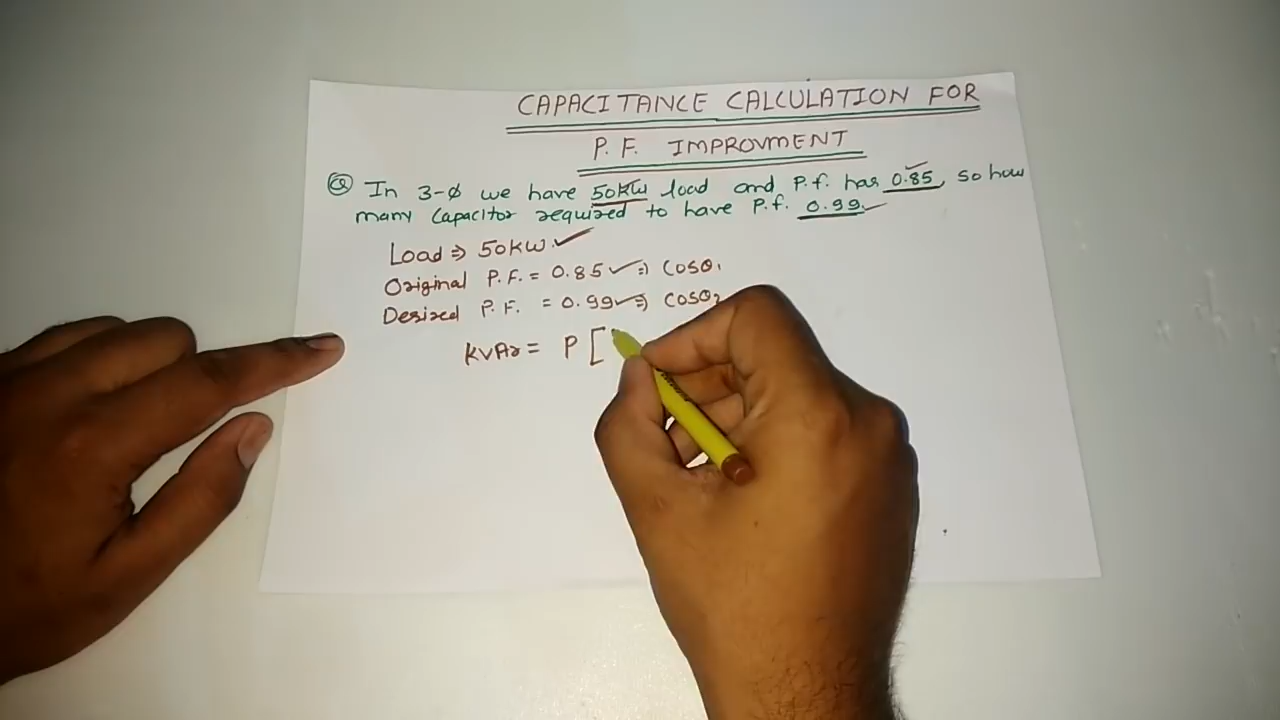 CAPACITANCE CALCULATION FOR
P.F. IMPROVMENT
Q In 3-ϕ we have 50kw load and P.f. has 0.85, so how
many Capacitor required to have P.f. 0.99
Load ⇒ 50kw. ✓
Original P.F. = 0.85 ✓ ⇒ Cosθ₁
Desired P.F. = 0.99 ✓ ⇒ Cosθ₂
KVAr = P [